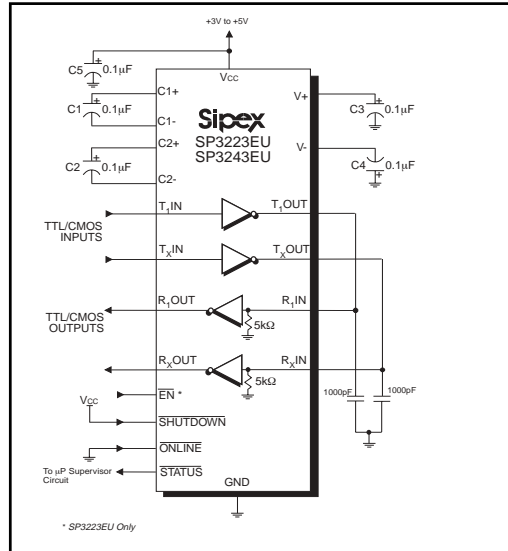 +3V to +5V
VCC
C5 + 0.1µF
C1 + 0.1µF
C1+
C1-
C2 + 0.1µF
C2+
C2-
Sipex
SP3223EU
SP3243EU
V+
C3 + 0.1µF
V-
C4 + 0.1µF
TTL/CMOS
INPUTS
T1IN
T1OUT
TXIN
TXOUT
TTL/CMOS
OUTPUTS
R1OUT
R1IN
5kΩ
RXOUT
RXIN
5kΩ
1000pF
1000pF
EN *
VCC
SHUTDOWN
ONLINE
To µP Supervisor
Circuit
STATUS
GND
* SP3223EU Only